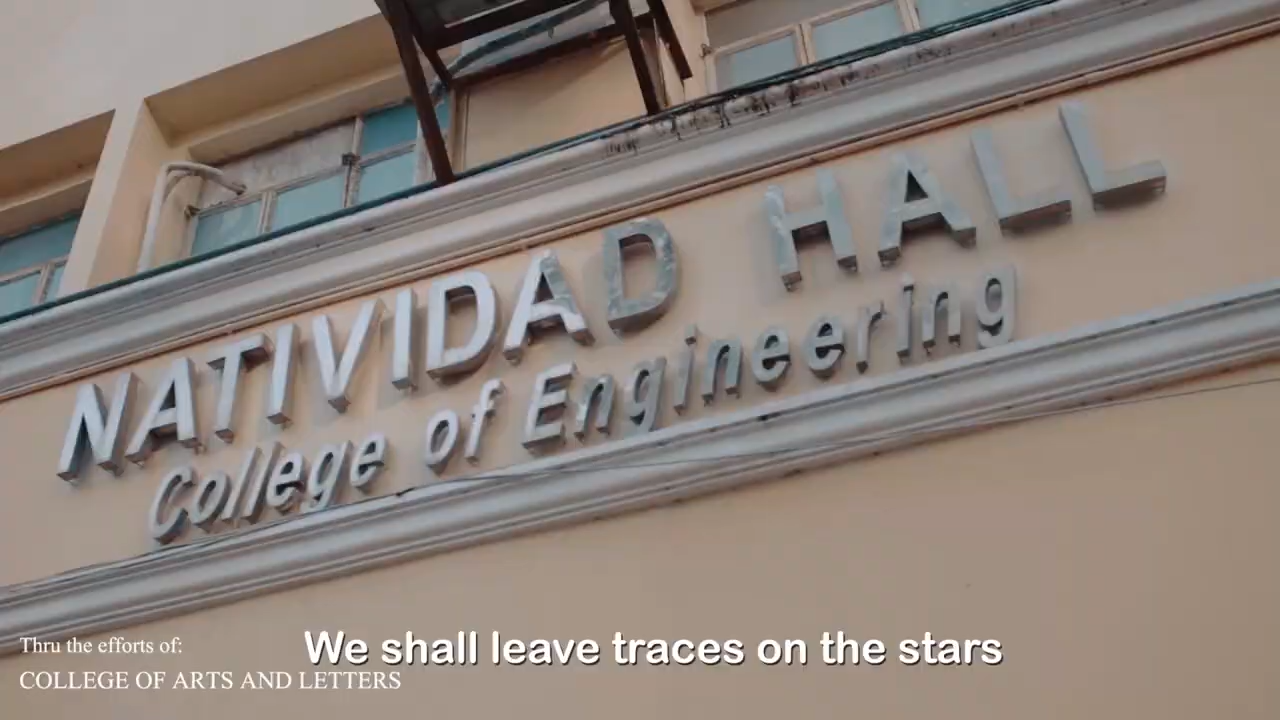 NATIVIDAD HALL
College of Engineering
Thru the efforts of:
We shall leave traces on the stars
COLLEGE OF ARTS AND LETTERS